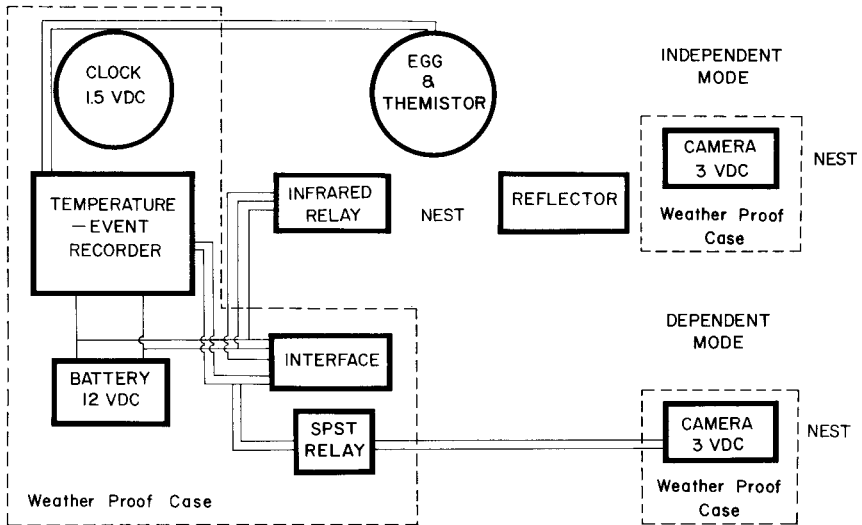 CLOCK
1.5 VDC
EGG
&
THEMISTOR
INDEPENDENT
MODE
CAMERA
3 VDC
NEST
Weather Proof
Case
TEMPERATURE
—EVENT
RECORDER
INFRARED
RELAY
NEST
REFLECTOR
BATTERY
12 VDC
INTERFACE
SPST
RELAY
DEPENDENT
MODE
CAMERA
3 VDC
NEST
Weather Proof
Case
Weather Proof Case